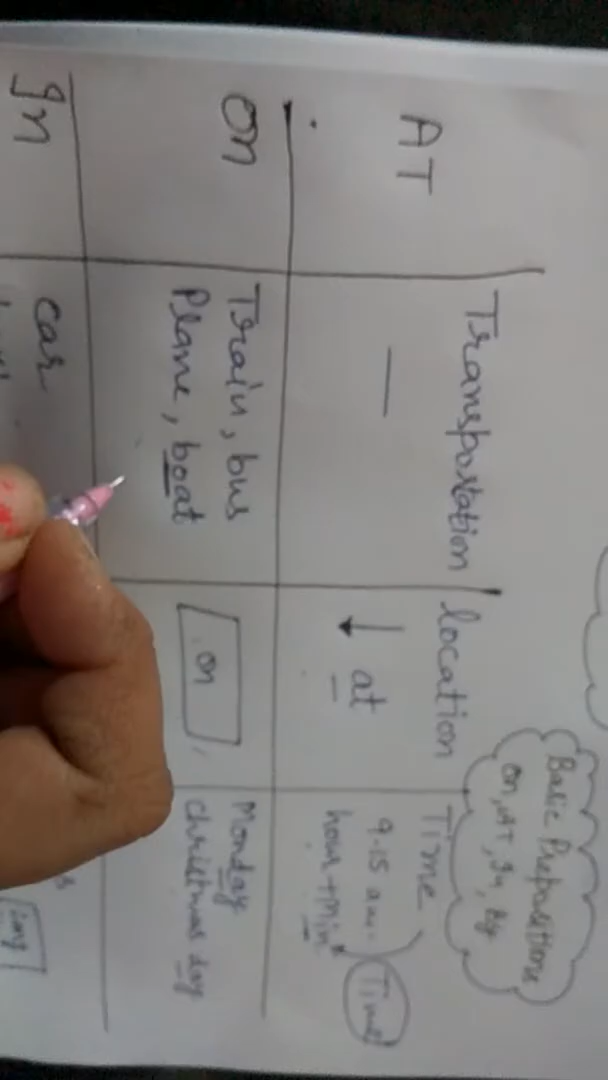 Basic Prepositions
on, AT, In, by
Transportation
location
Time
AT
—
at
9.15 am.
hour + min
Time
on
Train, bus
Plane, boat
on
Monday
christmas day
In
car